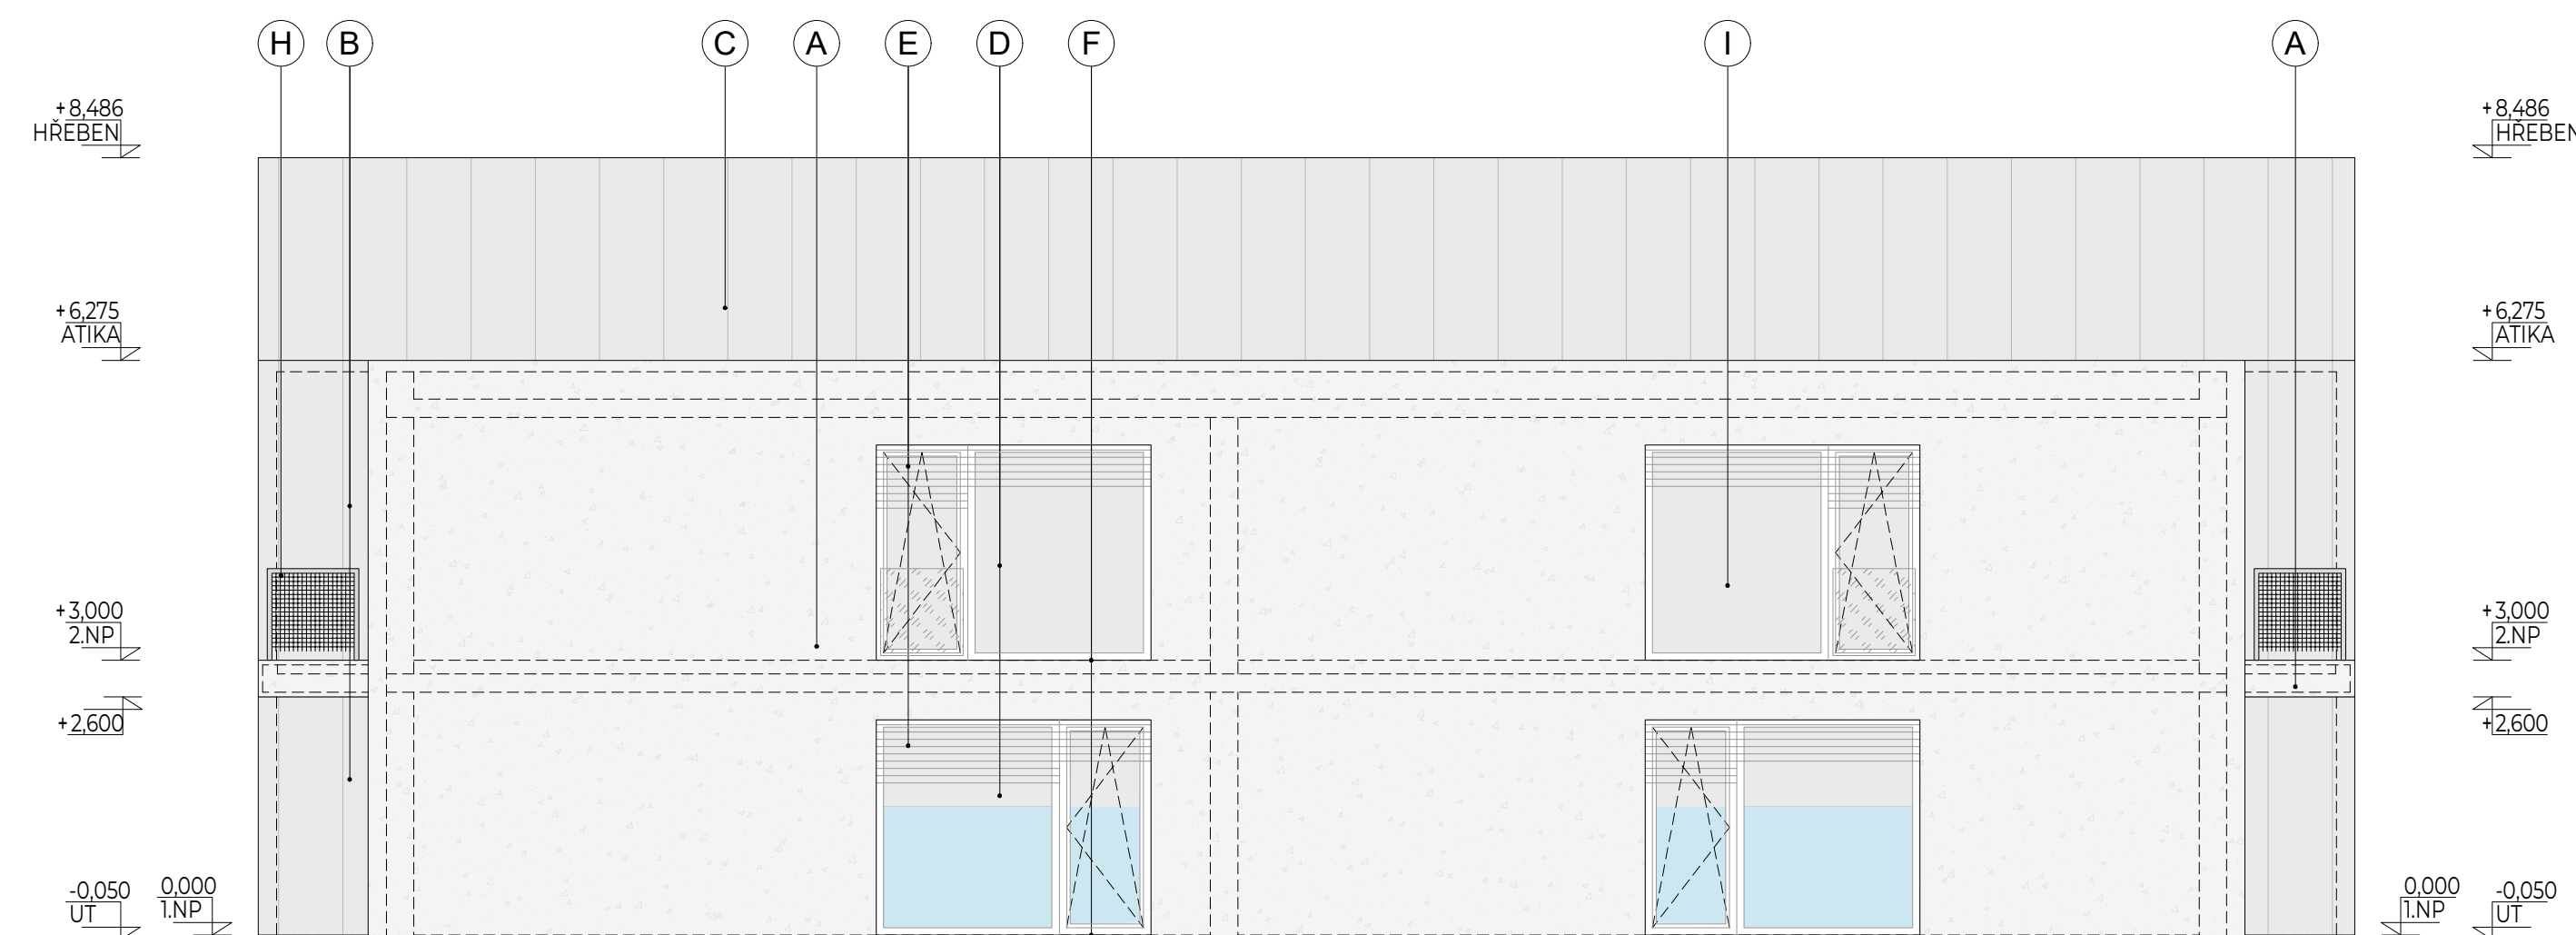 H B C A E D F I A
+8,486
HŘEBEN
+8,486
HŘEBEN
+6,275
ATIKA
+6,275
ATIKA
+3,000
2.NP
+3,000
2.NP
+2,600
+2,600
-0,050
UT
0,000
1.NP
0,000
1.NP
-0,050
UT